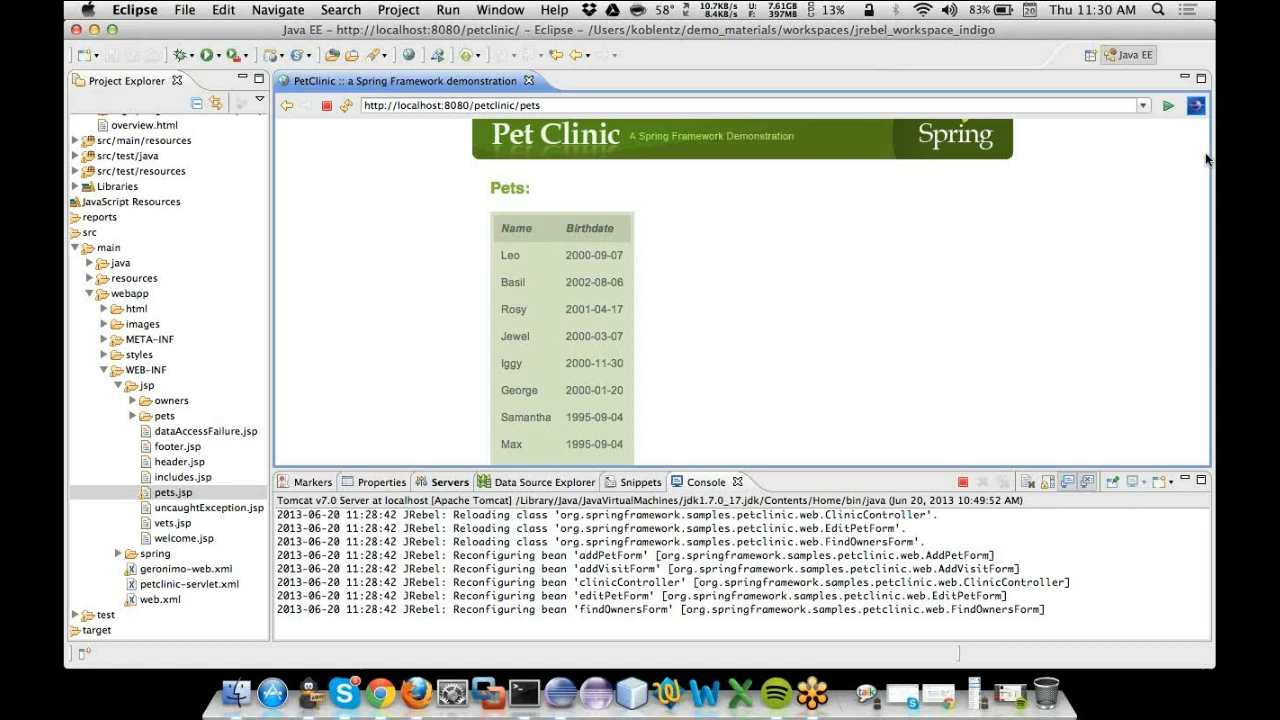 Eclipse File Edit Navigate Search Project Run Window Help 58° 10.7KB/s 8.4KB/s U: 7.61GB F: 397MB 13% 83% 20 Thu 11:30 AM
Java EE – http://localhost:8080/petclinic/ – Eclipse – /Users/koblentz/demo_materials/workspaces/jrebel_workspace_indigo
Java EE
Project Explorer
PetClinic :: a Spring Framework demonstration
http://localhost:8080/petclinic/pets
overview.html
src/main/resources
src/test/java
src/test/resources
Libraries
JavaScript Resources
reports
src
main
java
resources
webapp
html
images
META-INF
styles
WEB-INF
jsp
owners
pets
dataAccessFailure.jsp
footer.jsp
header.jsp
includes.jsp
pets.jsp
uncaughtException.jsp
vets.jsp
welcome.jsp
spring
geronimo-web.xml
petclinic-servlet.xml
web.xml
test
target
Pet Clinic A Spring Framework Demonstration Spring
Pets:
Name Birthdate
Leo 2000-09-07
Basil 2002-08-06
Rosy 2001-04-17
Jewel 2000-03-07
Iggy 2000-11-30
George 2000-01-20
Samantha 1995-09-04
Max 1995-09-04
Markers Properties Servers Data Source Explorer Snippets Console
Tomcat v7.0 Server at localhost [Apache Tomcat] /Library/Java/JavaVirtualMachines/jdk1.7.0_17.jdk/Contents/Home/bin/java (Jun 20, 2013 10:49:52 AM)
2013-06-20 11:28:42 JRebel: Reloading class 'org.springframework.samples.petclinic.web.ClinicController'.
2013-06-20 11:28:42 JRebel: Reloading class 'org.springframework.samples.petclinic.web.EditPetForm'.
2013-06-20 11:28:42 JRebel: Reloading class 'org.springframework.samples.petclinic.web.FindOwnersForm'.
2013-06-20 11:28:42 JRebel: Reconfiguring bean 'addPetForm' [org.springframework.samples.petclinic.web.AddPetForm]
2013-06-20 11:28:42 JRebel: Reconfiguring bean 'addVisitForm' [org.springframework.samples.petclinic.web.AddVisitForm]
2013-06-20 11:28:42 JRebel: Reconfiguring bean 'clinicController' [org.springframework.samples.petclinic.web.ClinicController]
2013-06-20 11:28:42 JRebel: Reconfiguring bean 'editPetForm' [org.springframework.samples.petclinic.web.EditPetForm]
2013-06-20 11:28:42 JRebel: Reconfiguring bean 'findOwnersForm' [org.springframework.samples.petclinic.web.FindOwnersForm]
talk